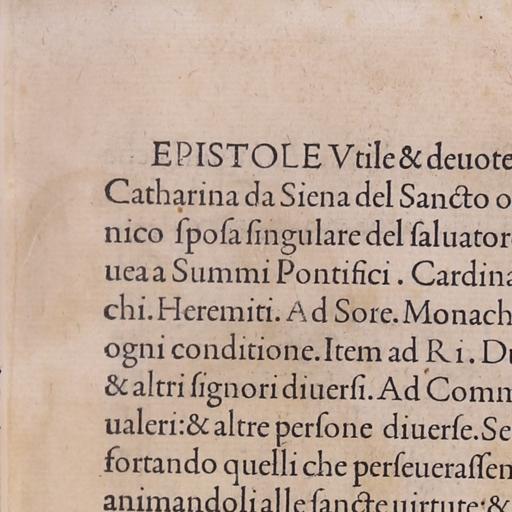 EPISTOLE Vtile & deuote
Catharina da Siena del Sancto o
nico ſpoſa ſingulare del ſaluator
uea a Summi Pontifici . Cardina
chi. Heremiti. Ad Sore. Monach
ogni conditione. Item ad Ri. Du
& altri ſignori diuerſi. Ad Comm
ualeri: & altre perſone diuerſe. Se
fortando quelli che perſeueraſſen
animandoli alle ſancte uirtute: &